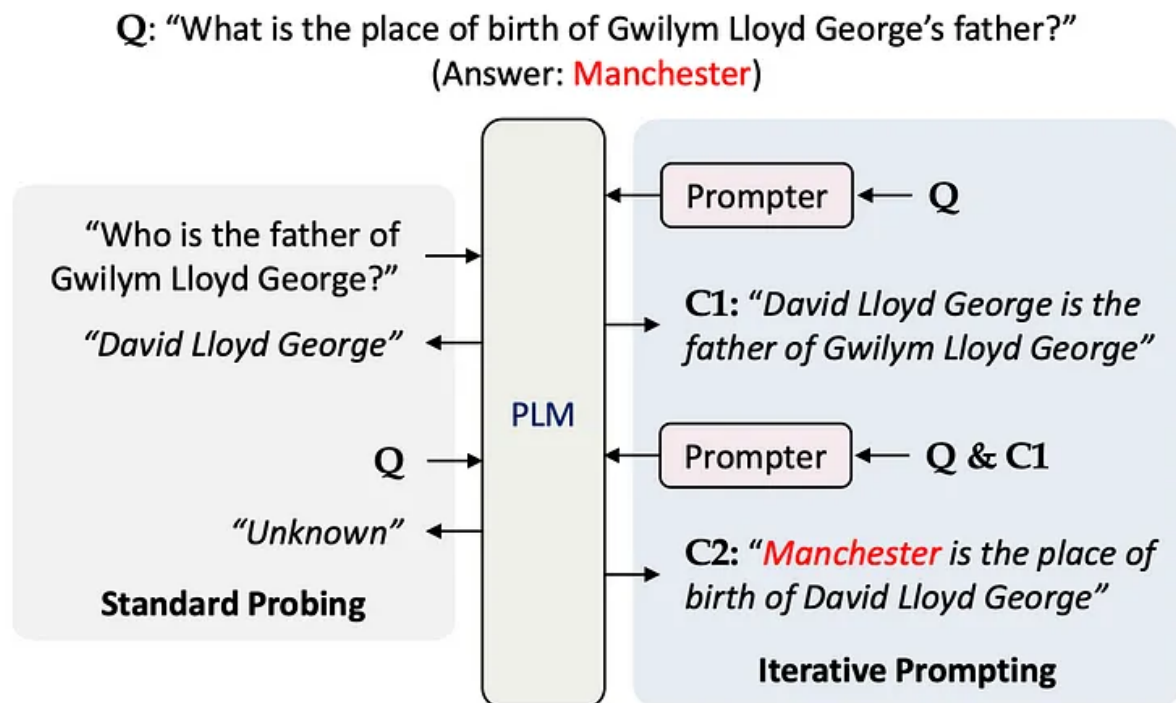 Q: “What is the place of birth of Gwilym Lloyd George’s father?”
(Answer: Manchester)
“Who is the father of
Gwilym Lloyd George?”
“David Lloyd George”
Q
“Unknown”
Standard Probing
PLM
Prompter
Q
C1: “David Lloyd George is the
father of Gwilym Lloyd George”
Prompter
Q & C1
C2: “Manchester is the place of
birth of David Lloyd George”
Iterative Prompting